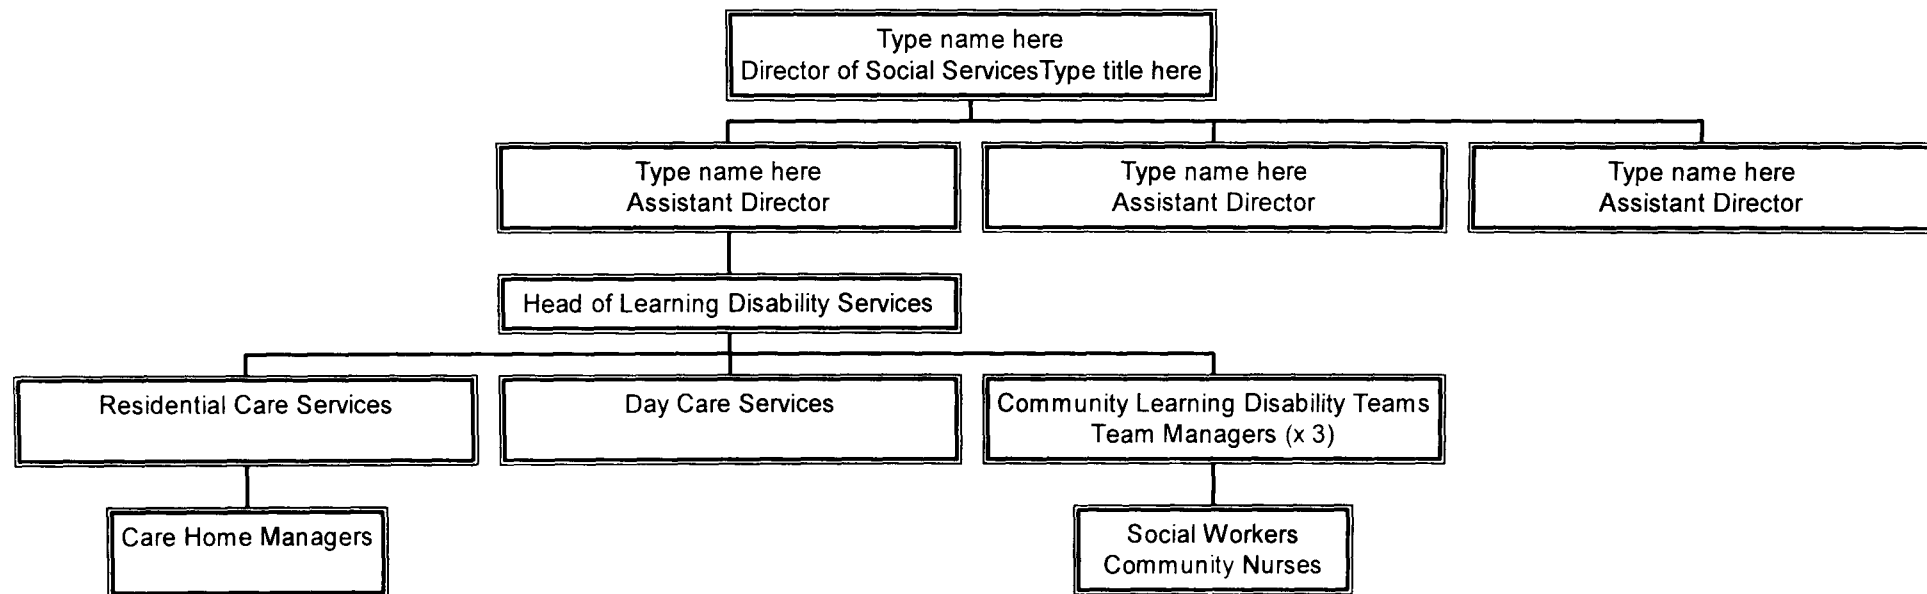 Type name here
Director of Social ServicesType title here
Type name here
Assistant Director
Type name here
Assistant Director
Type name here
Assistant Director
Head of Learning Disability Services
Residential Care Services
Day Care Services
Community Learning Disability Teams
Team Managers (x 3)
Care Home Managers
Social Workers
Community Nurses